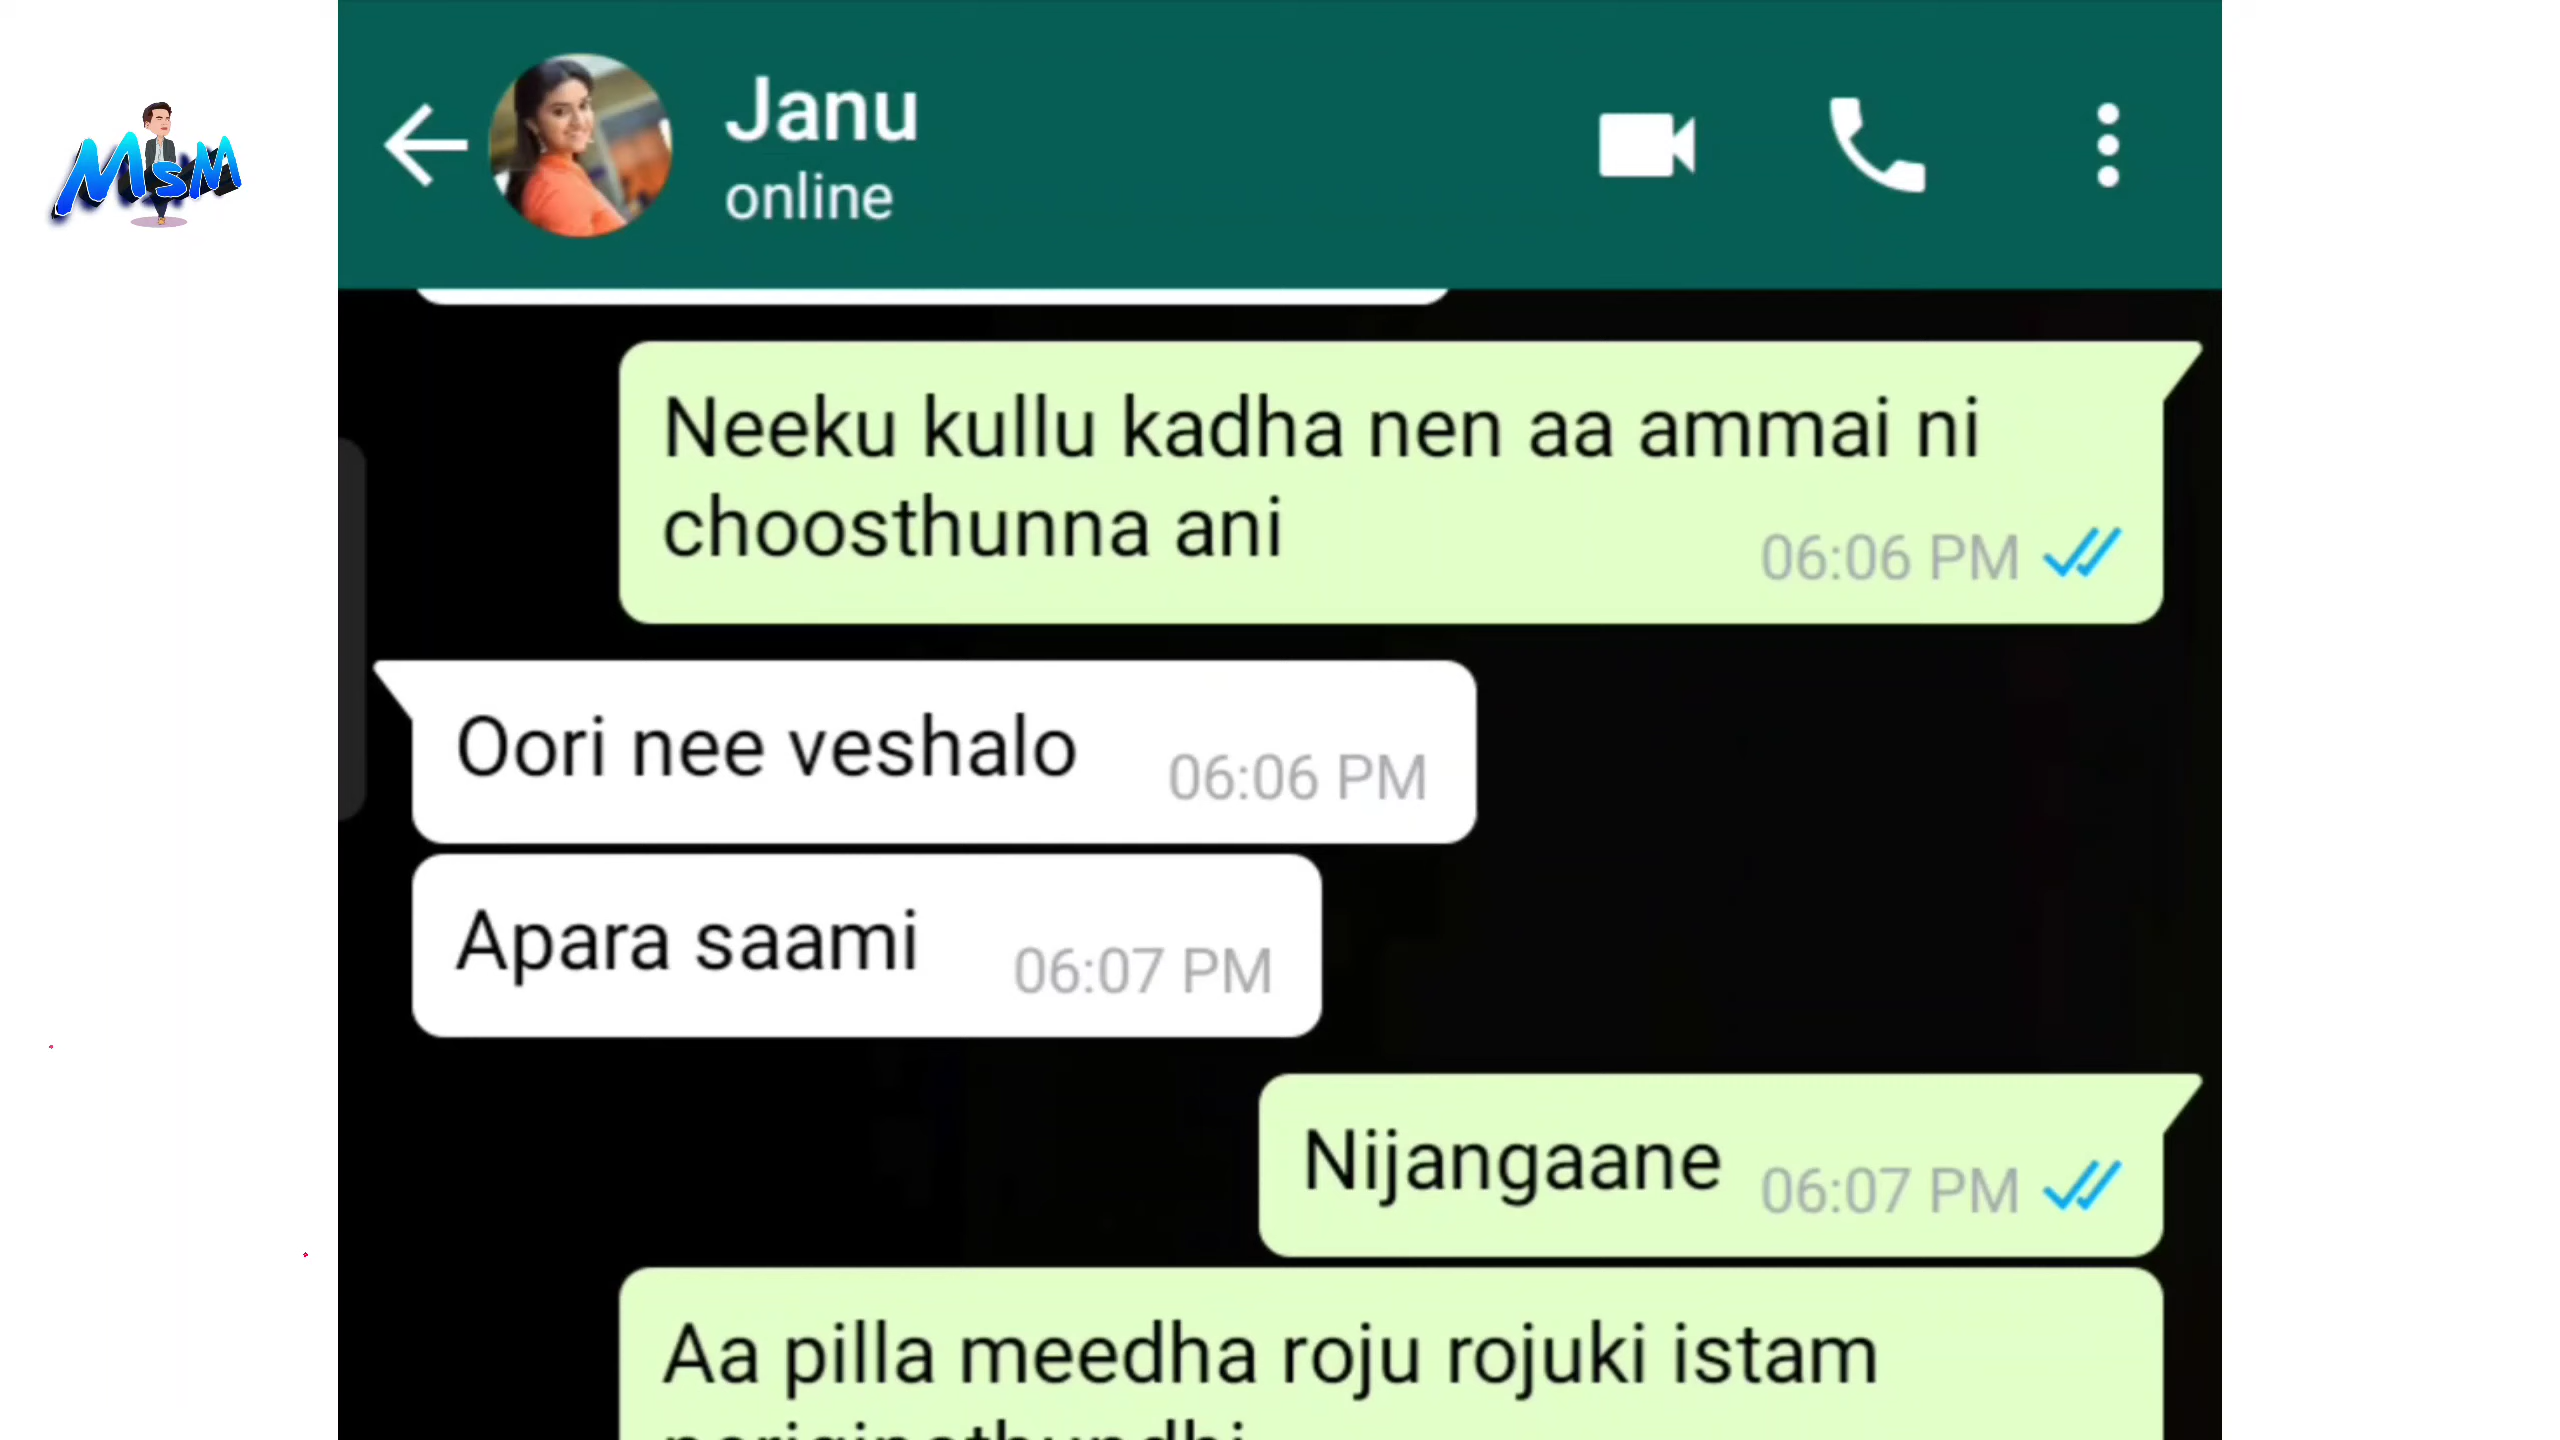 MsM
Janu
online
Neeku kullu kadha nen aa ammai ni
choosthunna ani
06:06 PM
Oori nee veshalo
06:06 PM
Apara saami
06:07 PM
Nijangaane
06:07 PM
Aa pilla meedha roju rojuki istam